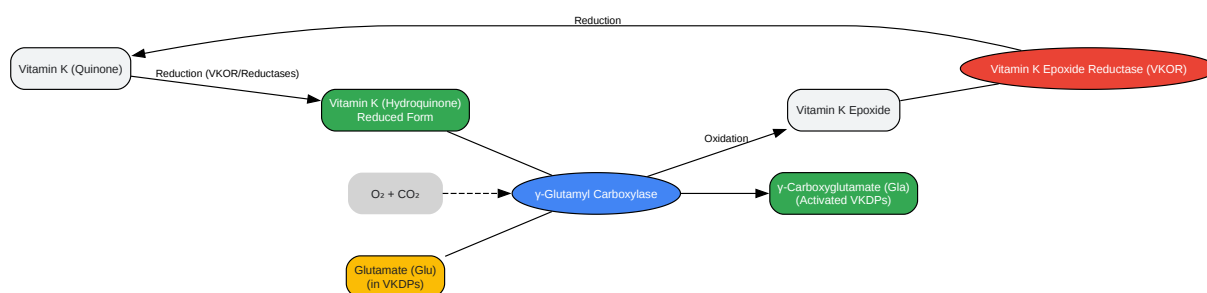 Reduction
Vitamin K (Quinone)
Reduction (VKOR/Reductases)
Vitamin K Epoxide Reductase (VKOR)
Vitamin K (Hydroquinone)
Reduced Form
Vitamin K Epoxide
Oxidation
O₂ + CO₂
γ-Glutamyl Carboxylase
γ-Carboxyglutamate (Gla)
(Activated VKDPs)
Glutamate (Glu)
(in VKDPs)